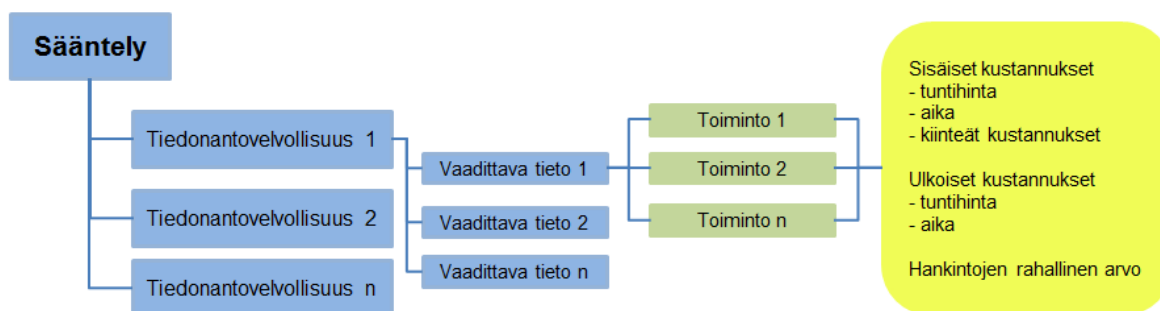 Sääntely
Tiedonantovelvollisuus 1
Tiedonantovelvollisuus 2
Tiedonantovelvollisuus n
Vaadittava tieto 1
Vaadittava tieto 2
Vaadittava tieto n
Toiminto 1
Toiminto 2
Toiminto n
Sisäiset kustannukset
- tuntihinta
- aika
- kiinteät kustannukset
Ulkoiset kustannukset
- tuntihinta
- aika
Hankintojen rahallinen arvo